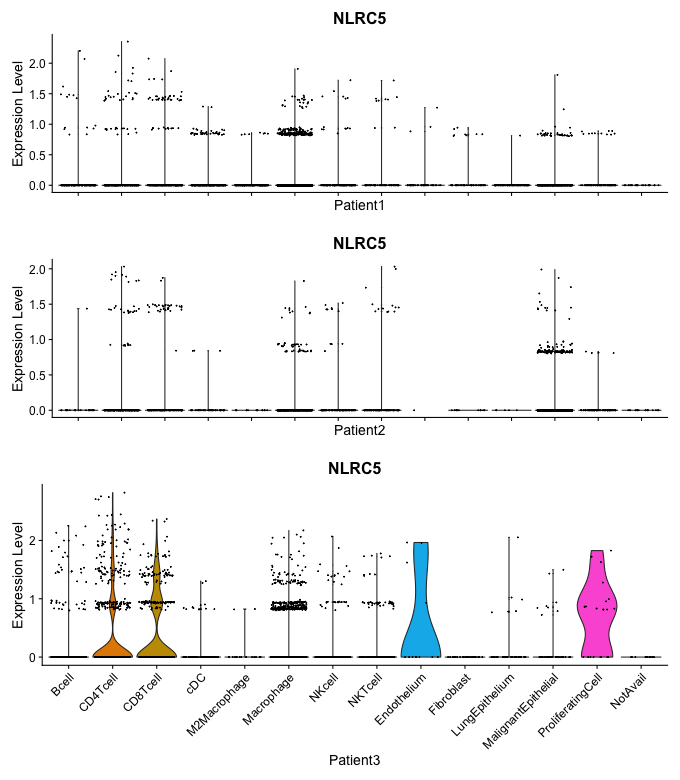 NLRC5
Expression Level
2.0
1.5
1.0
0.5
0.0
Patient1
NLRC5
Expression Level
2.0
1.5
1.0
0.5
0.0
Patient2
NLRC5
Expression Level
2
1
0
Bcell
CD4Tcell
CD8Tcell
cDC
M2Macrophage
Macrophage
NKcell
NKTcell
Endothelium
Fibroblast
LungEpithelium
MalignantEpithelial
ProliferatingCell
NotAvail
Patient3